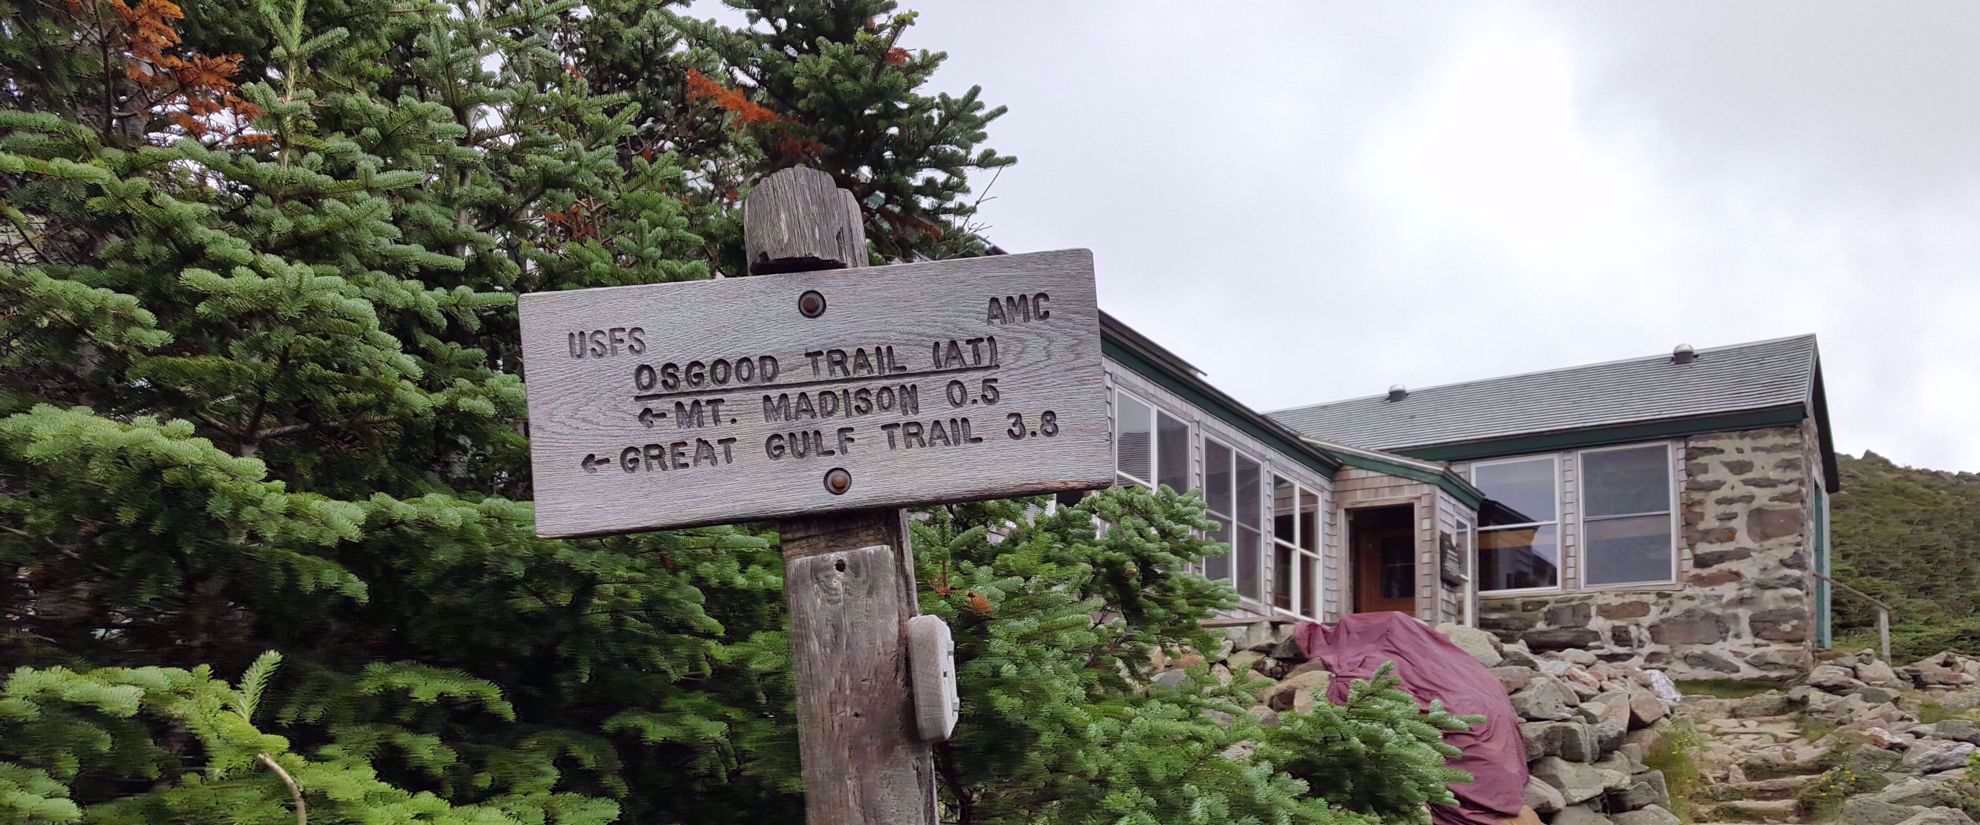 USFS AMC
OSGOOD TRAIL (AT)
←MT. MADISON 0.5
←GREAT GULF TRAIL 3.8